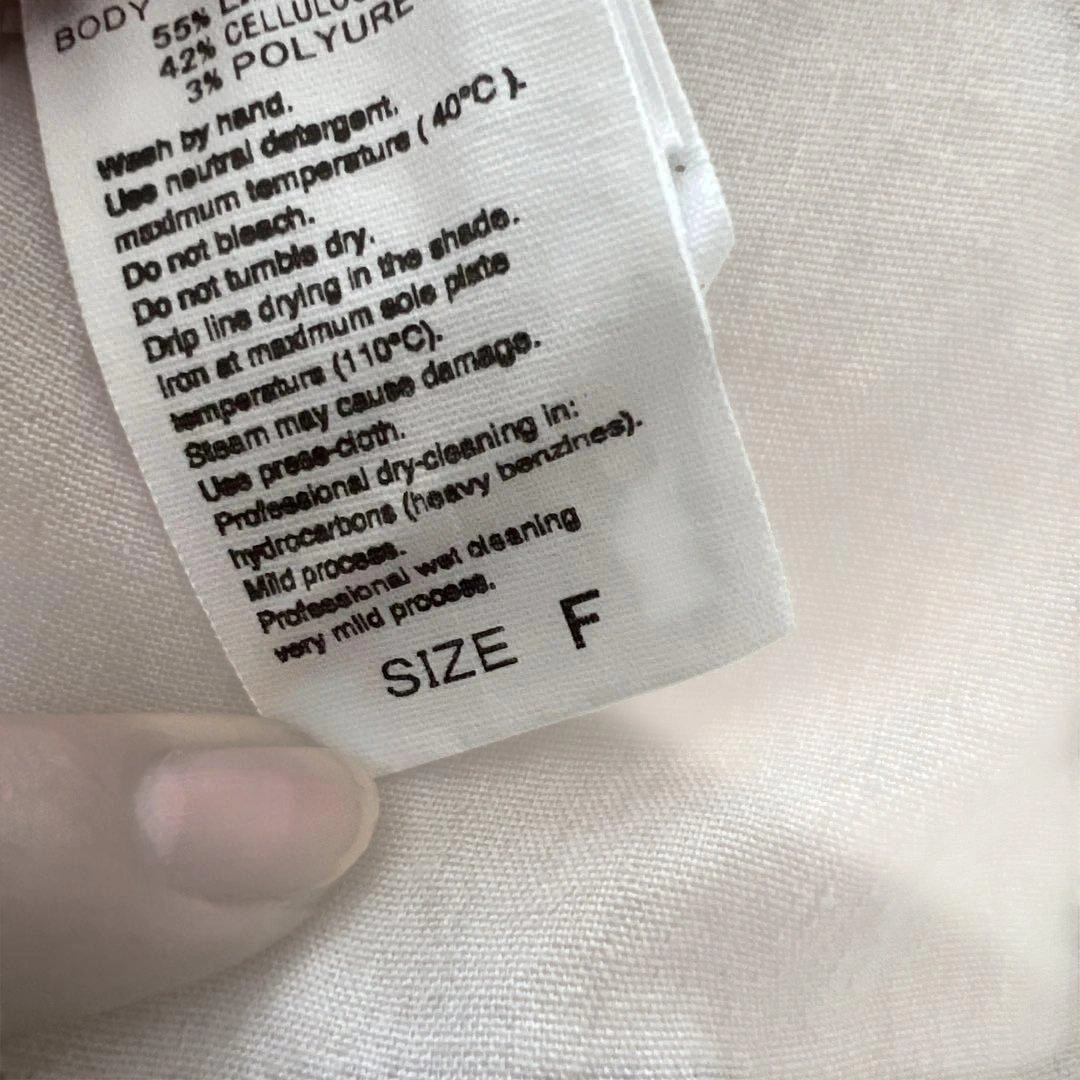 BODY
55%
42% CELLULO
3% POLYURE
Wash by hand.
Use neutral detergent.
maximum temperature ( 40°C ).
Do not bleach.
Do not tumble dry.
Drip line drying in the shade.
Iron at maximum sole plate
temperature (110°C).
Steam may cause damage.
Use press-cloth.
Professional dry-cleaning in:
hydrocarbons (heavy benzines).
Mild process.
Professional wet cleaning
very mild process.
SIZE F